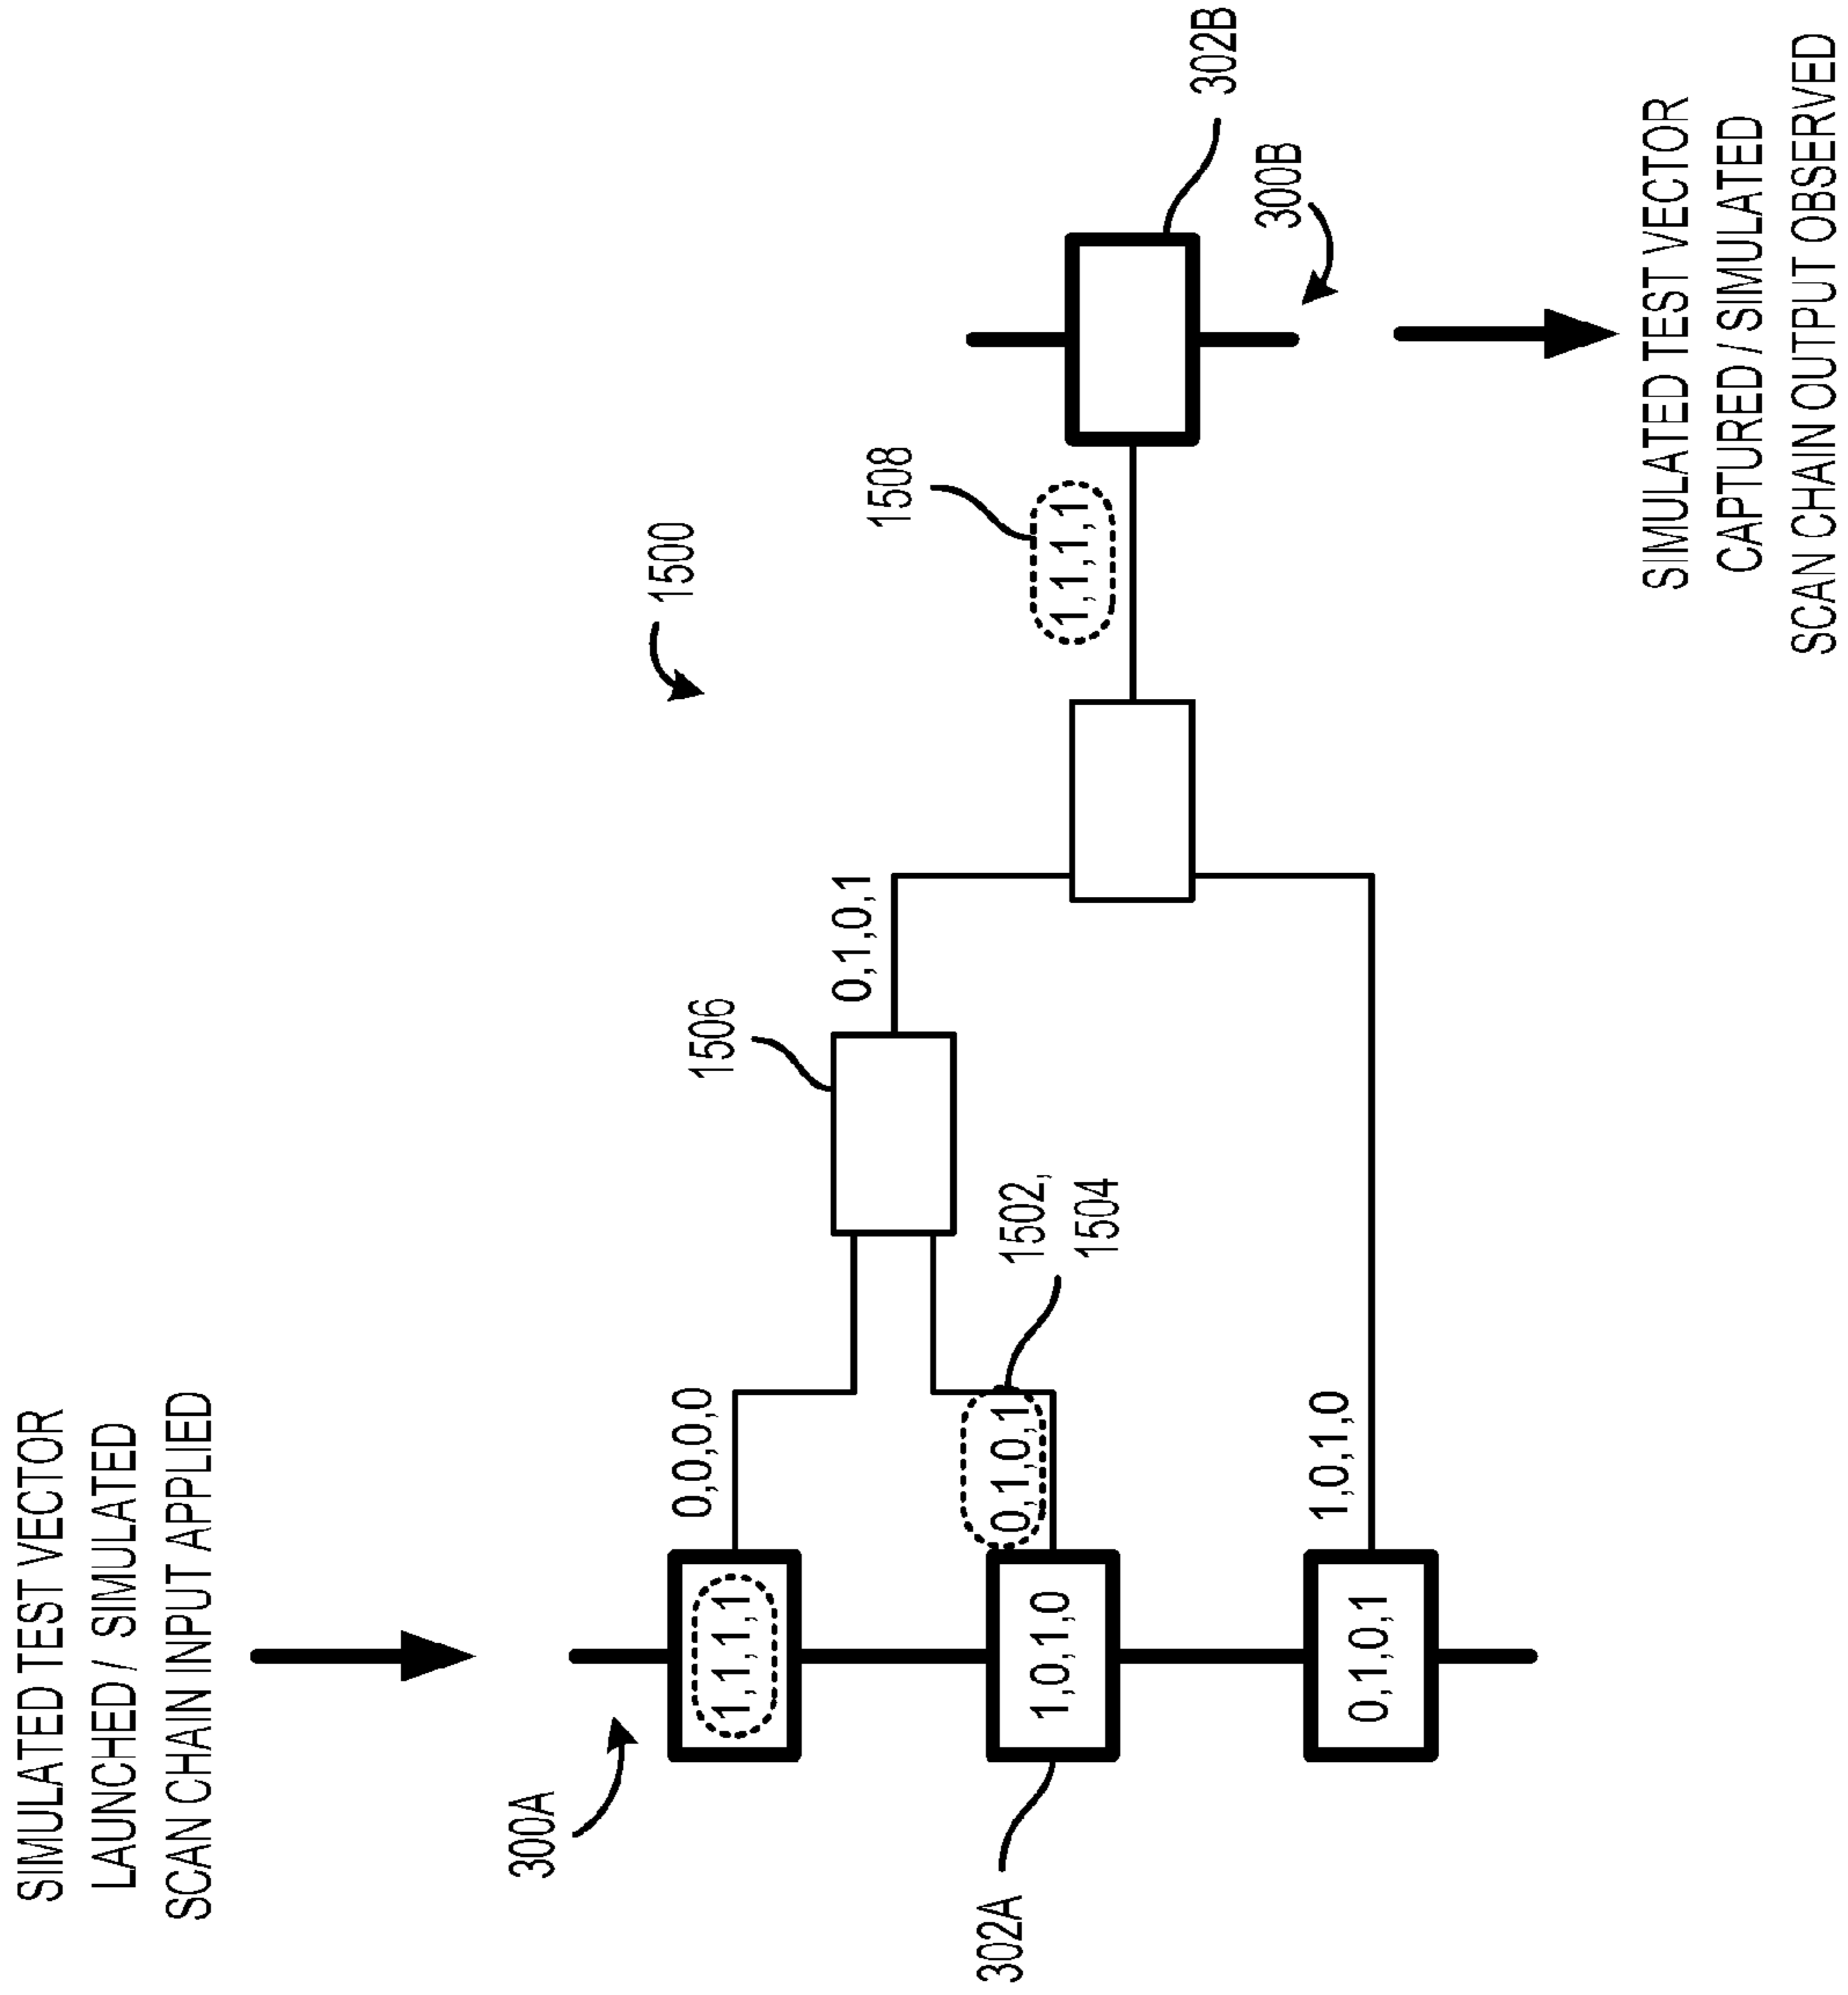 SIMULATED TEST VECTOR
LAUNCHED / SIMULATED
SCAN CHAIN INPUT APPLIED
300A
1500
1,1,1,1
0,0,0,0
1506
0,1,0,1
1508
302A
1,0,1,0
0,1,0,1
1502,
1504
1,1,1,1
302B
300B
0,1,0,1
1,0,1,0
SIMULATED TEST VECTOR
CAPTURED / SIMULATED
SCAN CHAIN OUTPUT OBSERVED